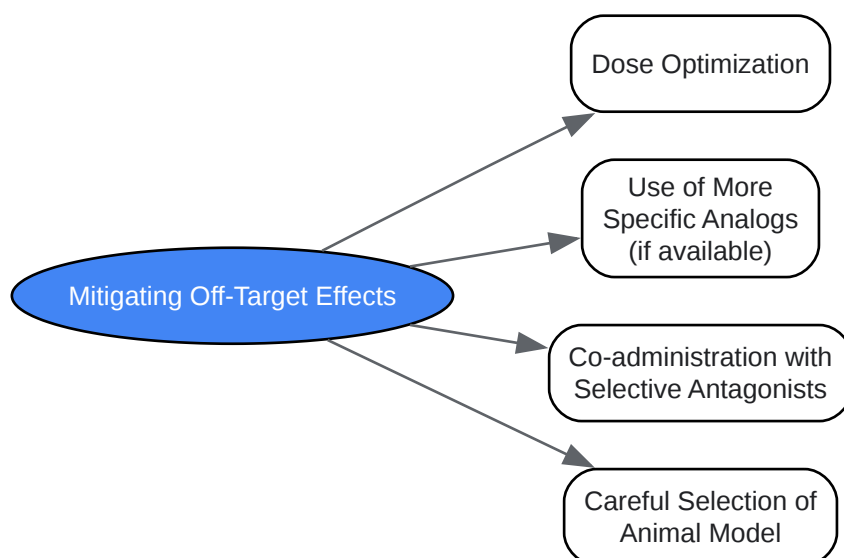 Dose Optimization
Use of More
Specific Analogs
(if available)
Mitigating Off-Target Effects
Co-administration with
Selective Antagonists
Careful Selection of
Animal Model